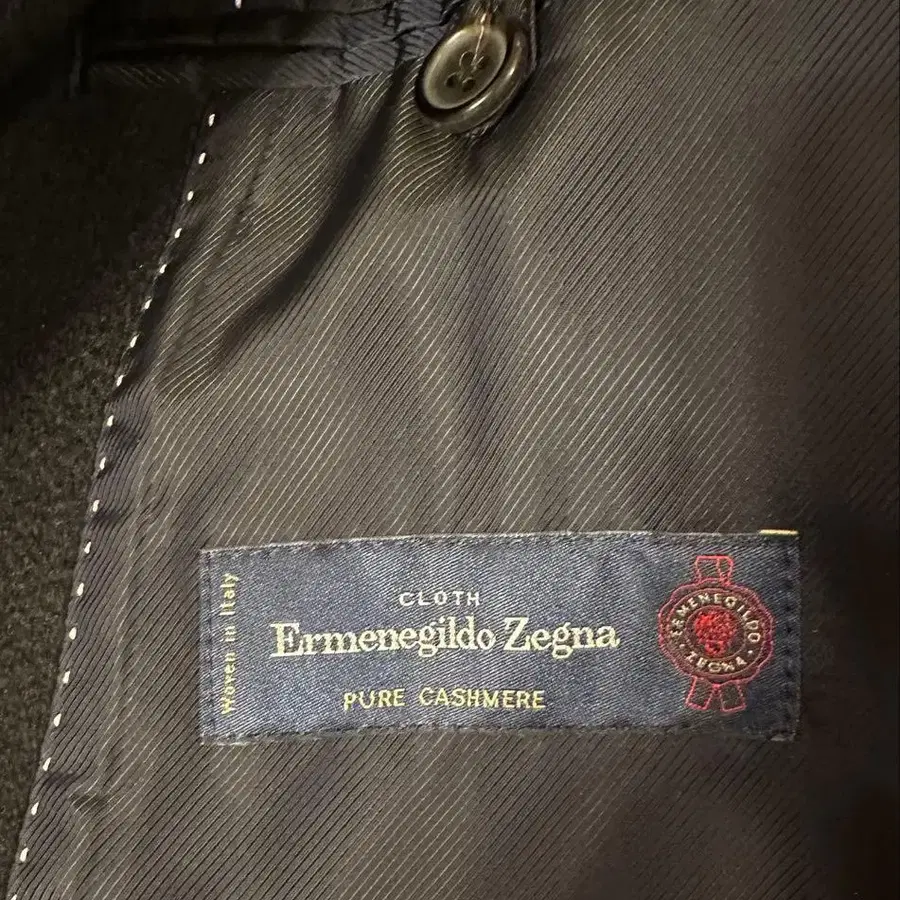 Woven in Italy
CLOTH
Ermenegildo Zegna
PURE CASHMERE
ERMENEGILDO
ZEGNA